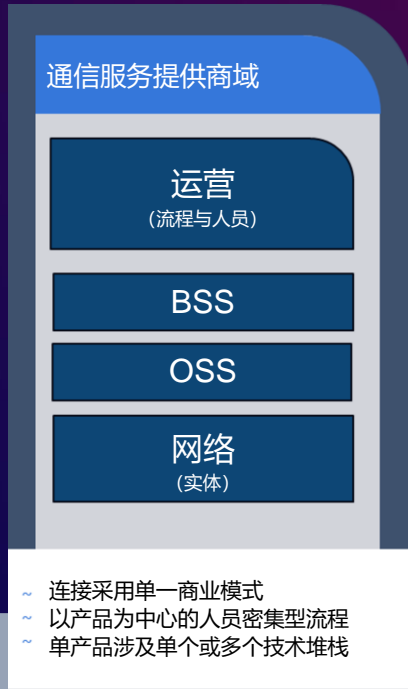 通信服务提供商域
运营
（流程与人员）
BSS
OSS
网络
（实体）
~ 连接采用单一商业模式
~ 以产品为中心的人员密集型流程
~ 单产品涉及单个或多个技术堆栈